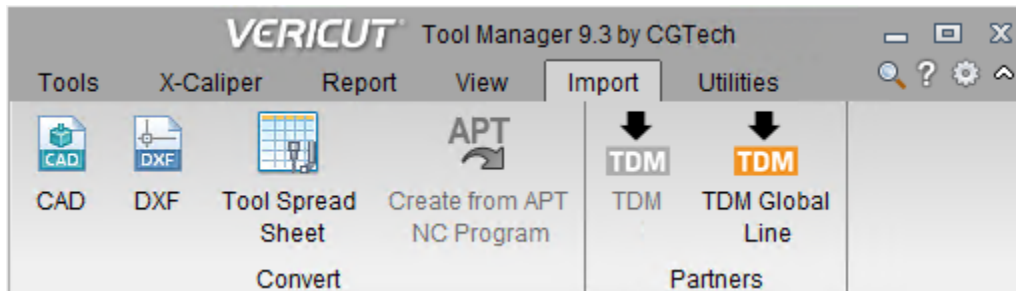 VERICUT Tool Manager 9.3 by CGTech
Tools X-Caliper Report View Import Utilities
CAD DXF APT TDM TDM
CAD DXF Tool Spread Sheet Create from APT NC Program TDM TDM Global Line
Convert Partners